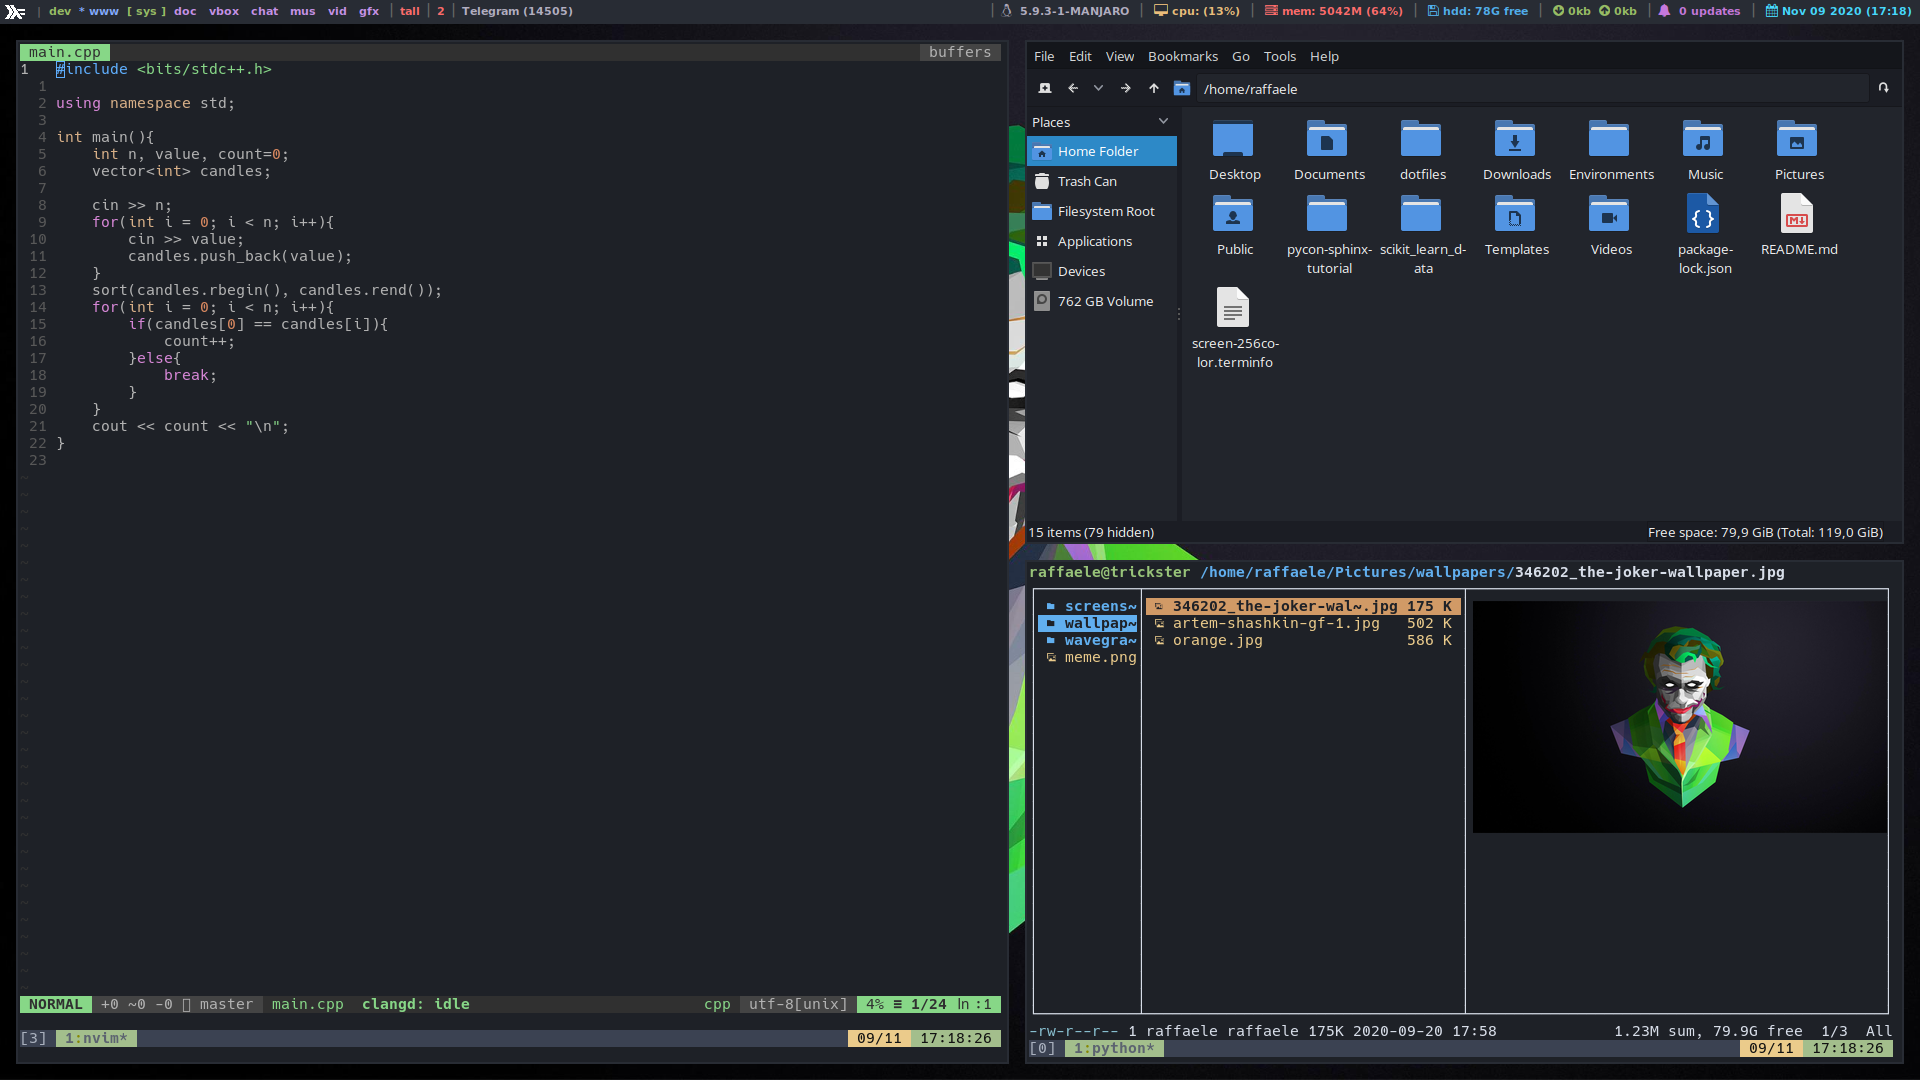 dev * www [ sys ] doc vbox chat mus vid gfx | tall | 2 | Telegram (14505)
5.9.3-1-MANJARO | cpu: (13%) | mem: 5042M (64%) | hdd: 78G free | 0kb 0kb | 0 updates | Nov 09 2020 (17:18)
main.cpp buffers
1 #include <bits/stdc++.h>
1
2 using namespace std;
3
4 int main(){
5     int n, value, count=0;
6     vector<int> candles;
7
8     cin >> n;
9     for(int i = 0; i < n; i++){
10         cin >> value;
11         candles.push_back(value);
12     }
13     sort(candles.rbegin(), candles.rend());
14     for(int i = 0; i < n; i++){
15         if(candles[0] == candles[i]){
16             count++;
17         }else{
18             break;
19         }
20     }
21     cout << count << "\n";
22 }
23
NORMAL +0 ~0 -0 master main.cpp clangd: idle cpp utf-8[unix] 4% ≡ 1/24 ln :1
[3] 1:nvim* 09/11 17:18:26
File Edit View Bookmarks Go Tools Help
/home/raffaele
Places
Home Folder
Trash Can
Filesystem Root
Applications
Devices
762 GB Volume
Desktop Documents dotfiles Downloads Environments Music Pictures
Public pycon-sphinx-tutorial scikit_learn_data Templates Videos package-lock.json README.md
screen-256color.terminfo
15 items (79 hidden) Free space: 79,9 GiB (Total: 119,0 GiB)
raffaele@trickster /home/raffaele/Pictures/wallpapers/346202_the-joker-wallpaper.jpg
screens~ 346202_the-joker-wal~.jpg 175 K
wallpap~ artem-shashkin-gf-1.jpg 502 K
wavegra~ orange.jpg 586 K
meme.png
-rw-r--r-- 1 raffaele raffaele 175K 2020-09-20 17:58 1.23M sum, 79.9G free 1/3 All
[0] 1:python* 09/11 17:18:26